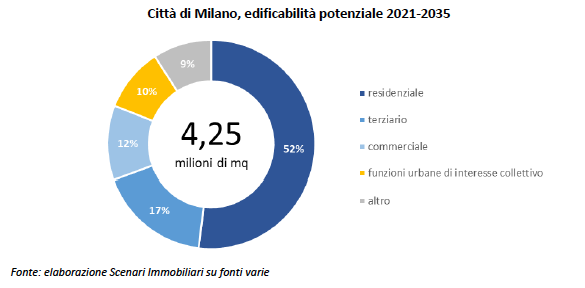 Città di Milano, edificabilità potenziale 2021-2035
9%
10%
12%
17%
52%
4,25
milioni di mq
residenziale
terziario
commerciale
funzioni urbane di interesse collettivo
altro
Fonte: elaborazione Scenari Immobiliari su fonti varie